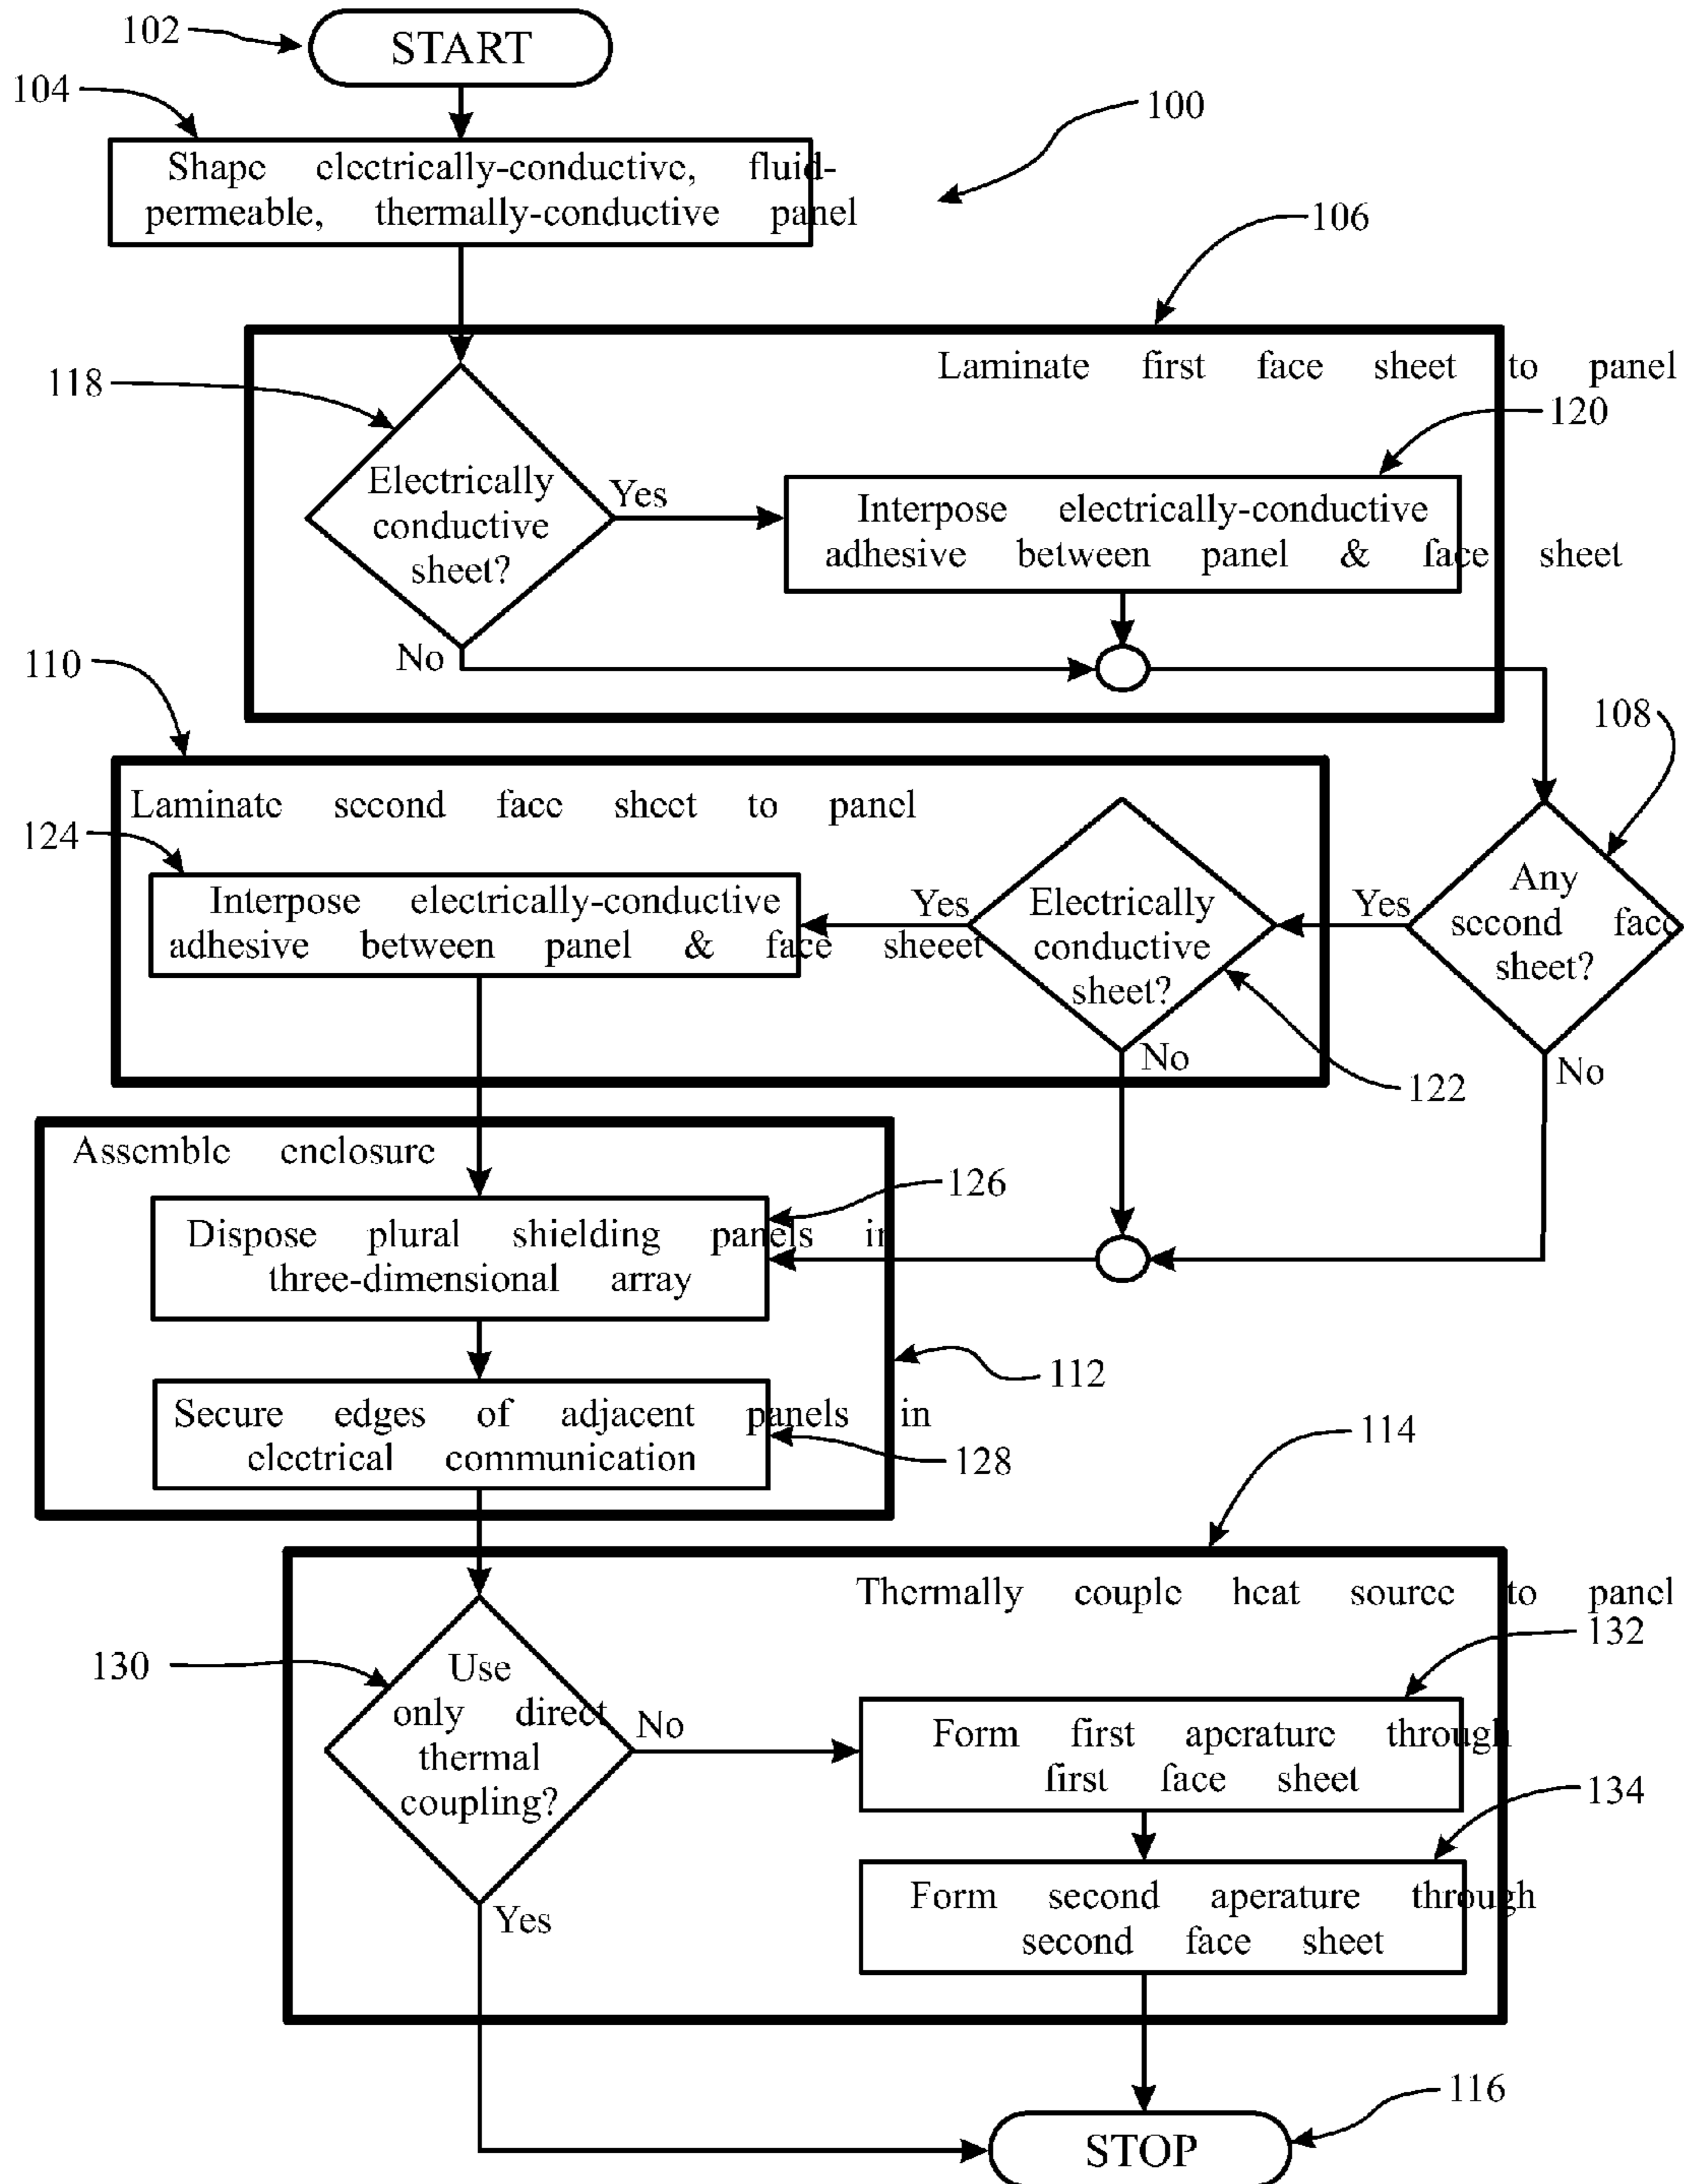 102
START
104
100
Shape electrically-conductive, fluid-
permeable, thermally-conductive panel
106
Laminate first face sheet to panel
118
120
Electrically
conductive
sheet?
Yes
Interpose electrically-conductive
adhesive between panel & face sheet
No
110
108
Laminate second face sheet to panel
124
Interpose electrically-conductive
adhesive between panel & face sheeet
Yes
Electrically
conductive
sheet?
Yes
Any
second face
sheet?
No
No
122
Assemble enclosure
126
Dispose plural shielding panels in
three-dimensional array
112
Secure edges of adjacent panels in
electrical communication
128
114
Thermally couple heat source to panel
132
130
Use
only direct
thermal
coupling?
No
Form first aperature through
first face sheet
134
Form second aperature through
second face sheet
Yes
116
STOP